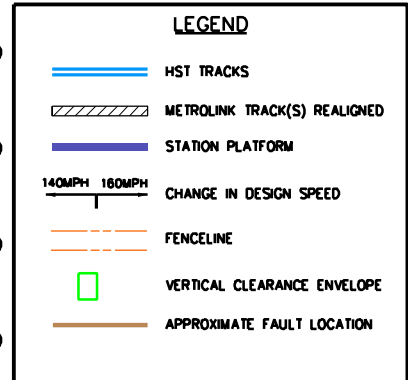 LEGEND
HST TRACKS
METROLINK TRACK(S) REALIGNED
STATION PLATFORM
140MPH 160MPH
CHANGE IN DESIGN SPEED
FENCELINE
VERTICAL CLEARANCE ENVELOPE
APPROXIMATE FAULT LOCATION